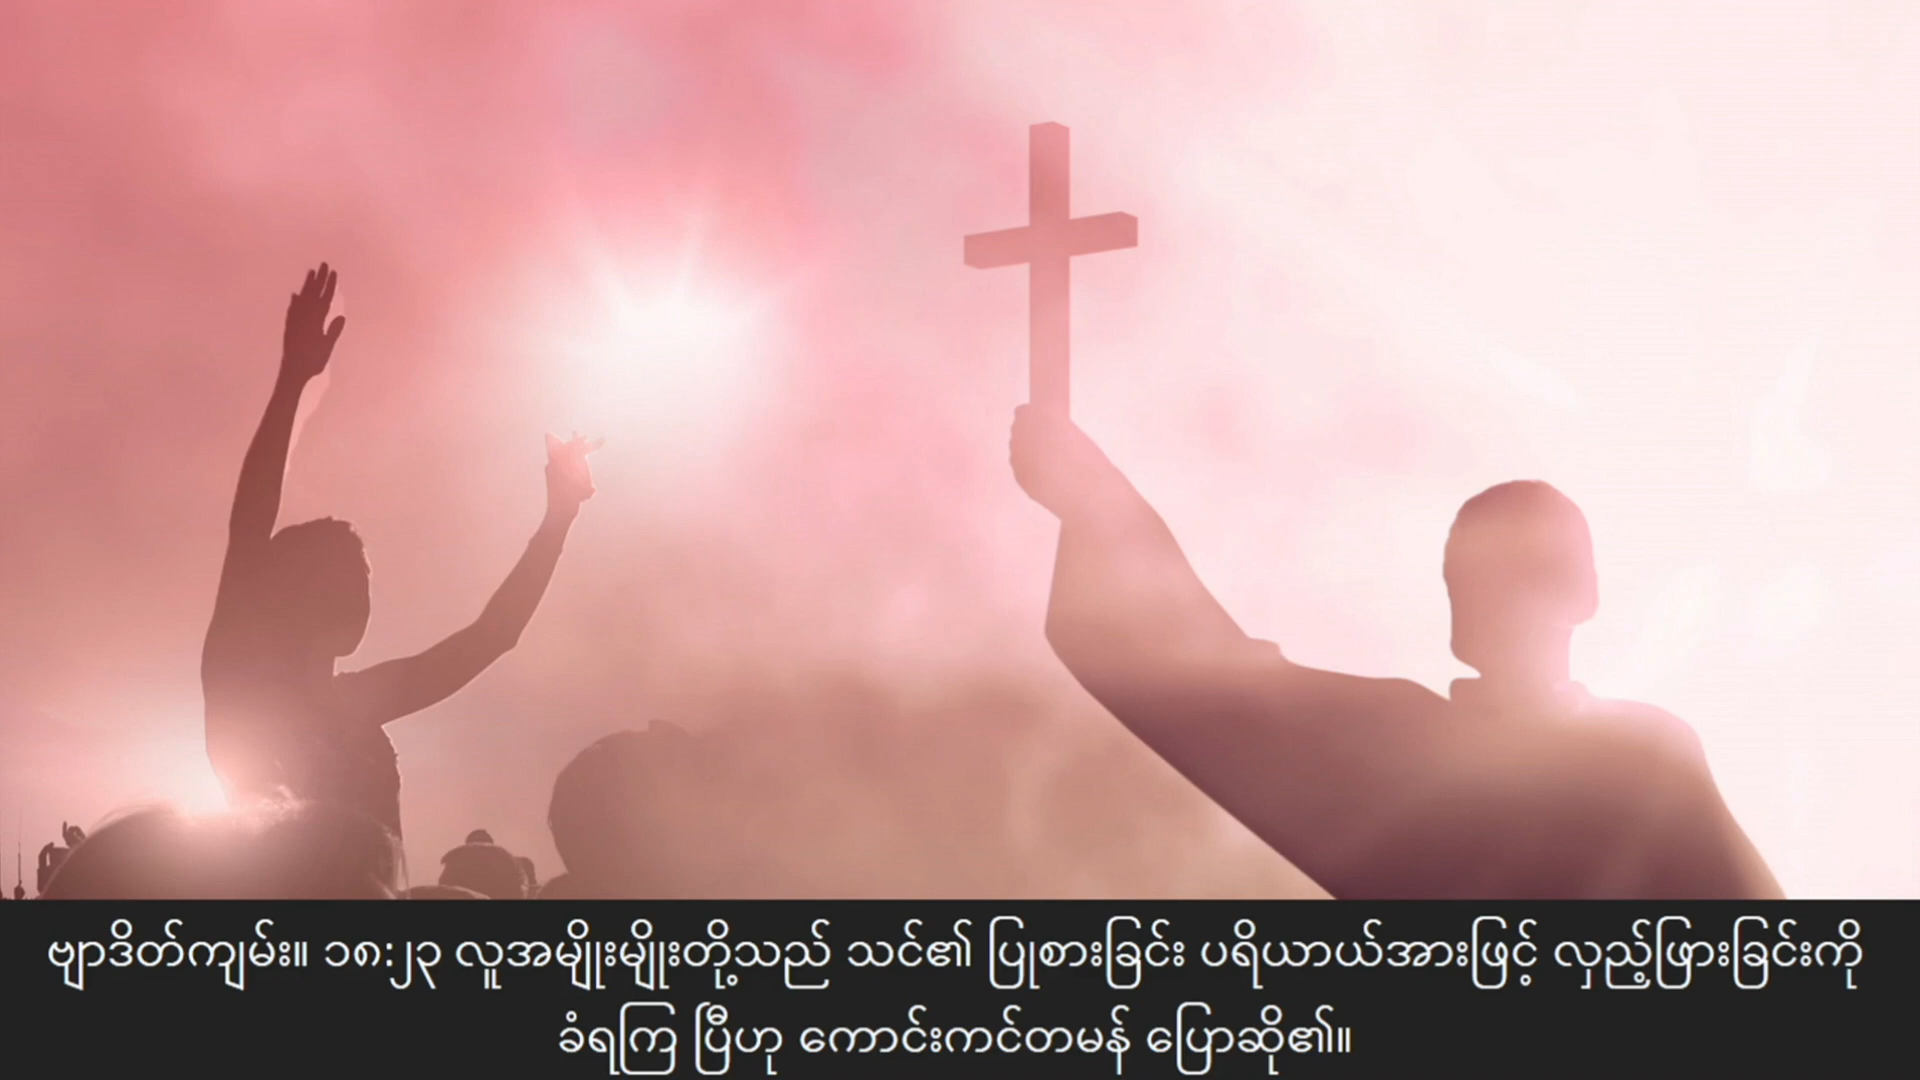 ဗျာဒိတ်ကျမ်း။ ၁၈:၂၃ လူအမျိုးမျိုးတို့သည် သင်၏ ပြုစားခြင်း ပရိယာယ်အားဖြင့် လှည့်ဖြားခြင်းကို
ခံရကြ ပြီဟု ကောင်းကင်တမန် ပြောဆို၏။